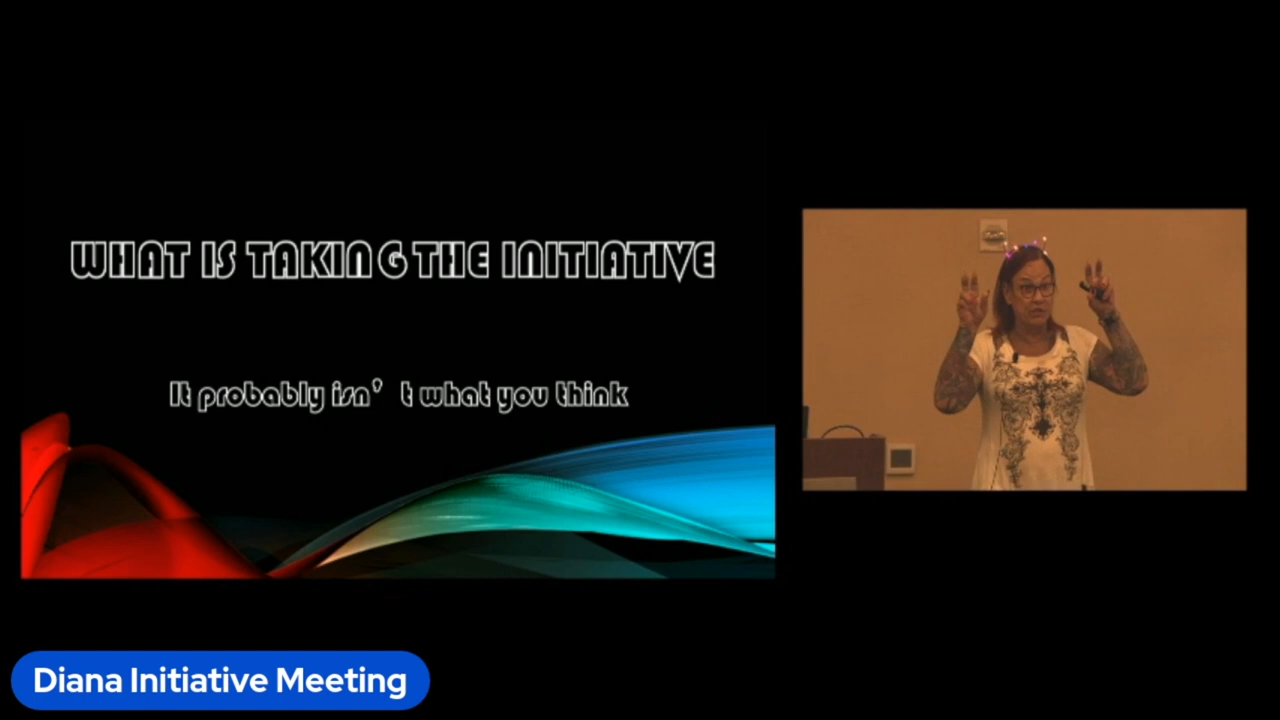 WHAT IS TAKING THE INITIATIVE
It probably isn’t what you think
Diana Initiative Meeting